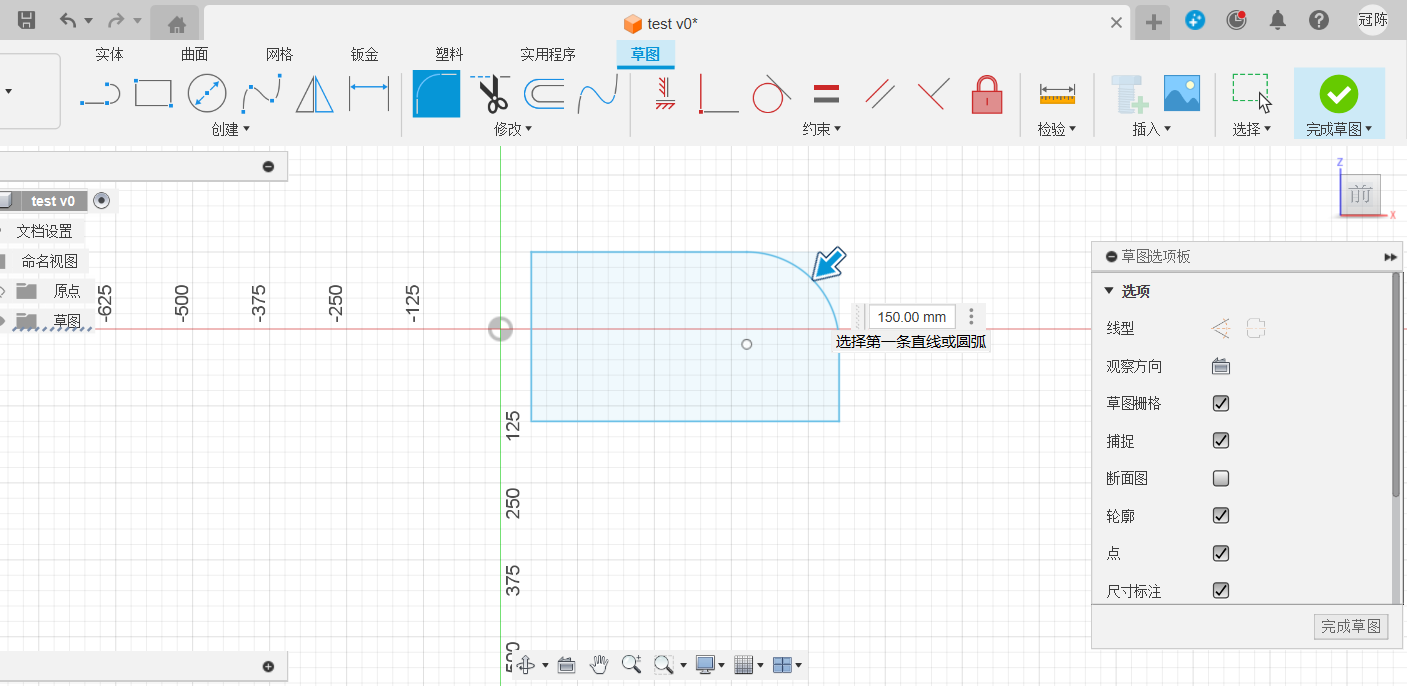 test v0*
冠陈
实体 曲面 网格 钣金 塑料 实用程序 草图
创建 修改 约束 检验 插入 选择 完成草图
test v0
文档设置
命名视图
原点
草图
-625 -500 -375 -250 -125
125
250
375
500
150.00 mm
选择第一条直线或圆弧
Z
前
X
草图选项板
选项
线型
观察方向
草图栅格
捕捉
断面图
轮廓
点
尺寸标注
完成草图